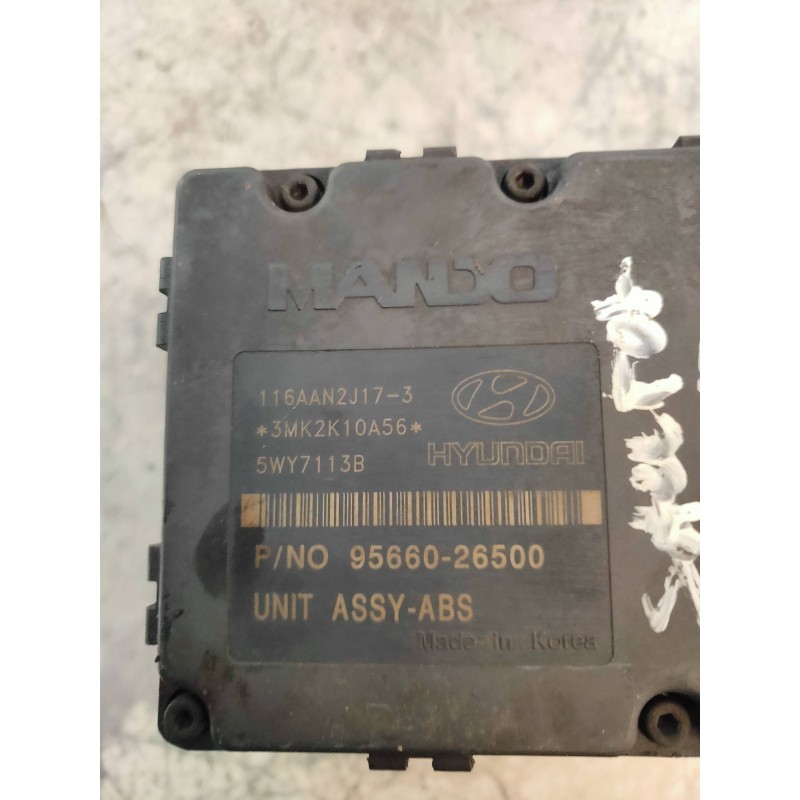 MANDO
116AAN2J17-3
*3MK2K10A56*
5WY7113B
HYUNDAI
P/NO 95660-26500
UNIT ASSY-ABS
Made in Korea